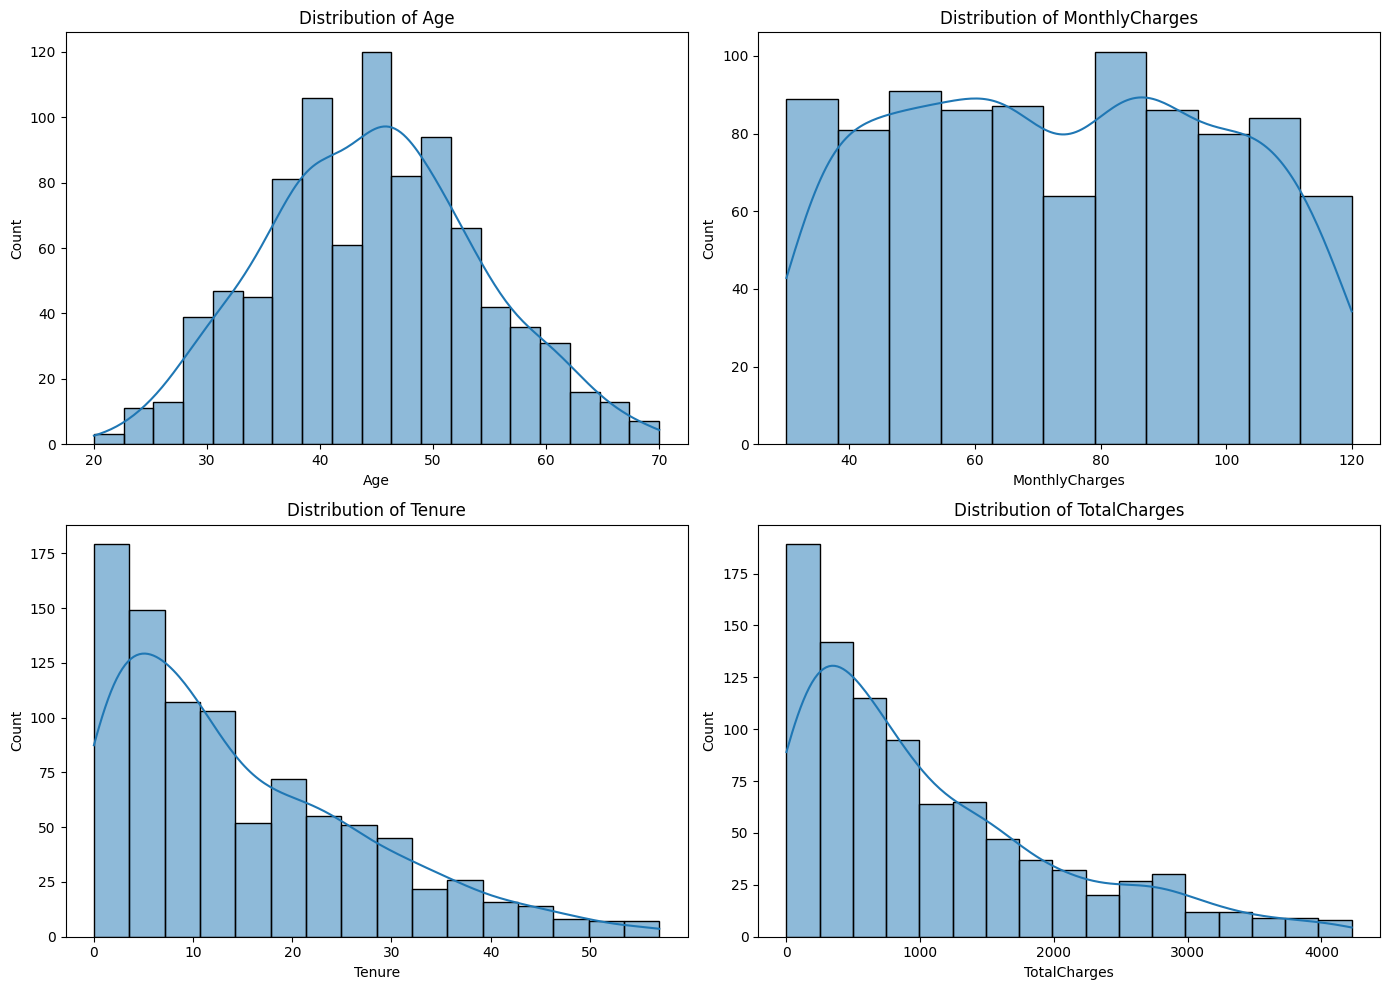 Distribution of Age
120
100
80
60
40
20
0
Count
20 30 40 50 60 70
Age
Distribution of MonthlyCharges
100
80
60
40
20
0
Count
40 60 80 100 120
MonthlyCharges
Distribution of Tenure
175
150
125
100
75
50
25
0
Count
0 10 20 30 40 50
Tenure
Distribution of TotalCharges
175
150
125
100
75
50
25
0
Count
0 1000 2000 3000 4000
TotalCharges